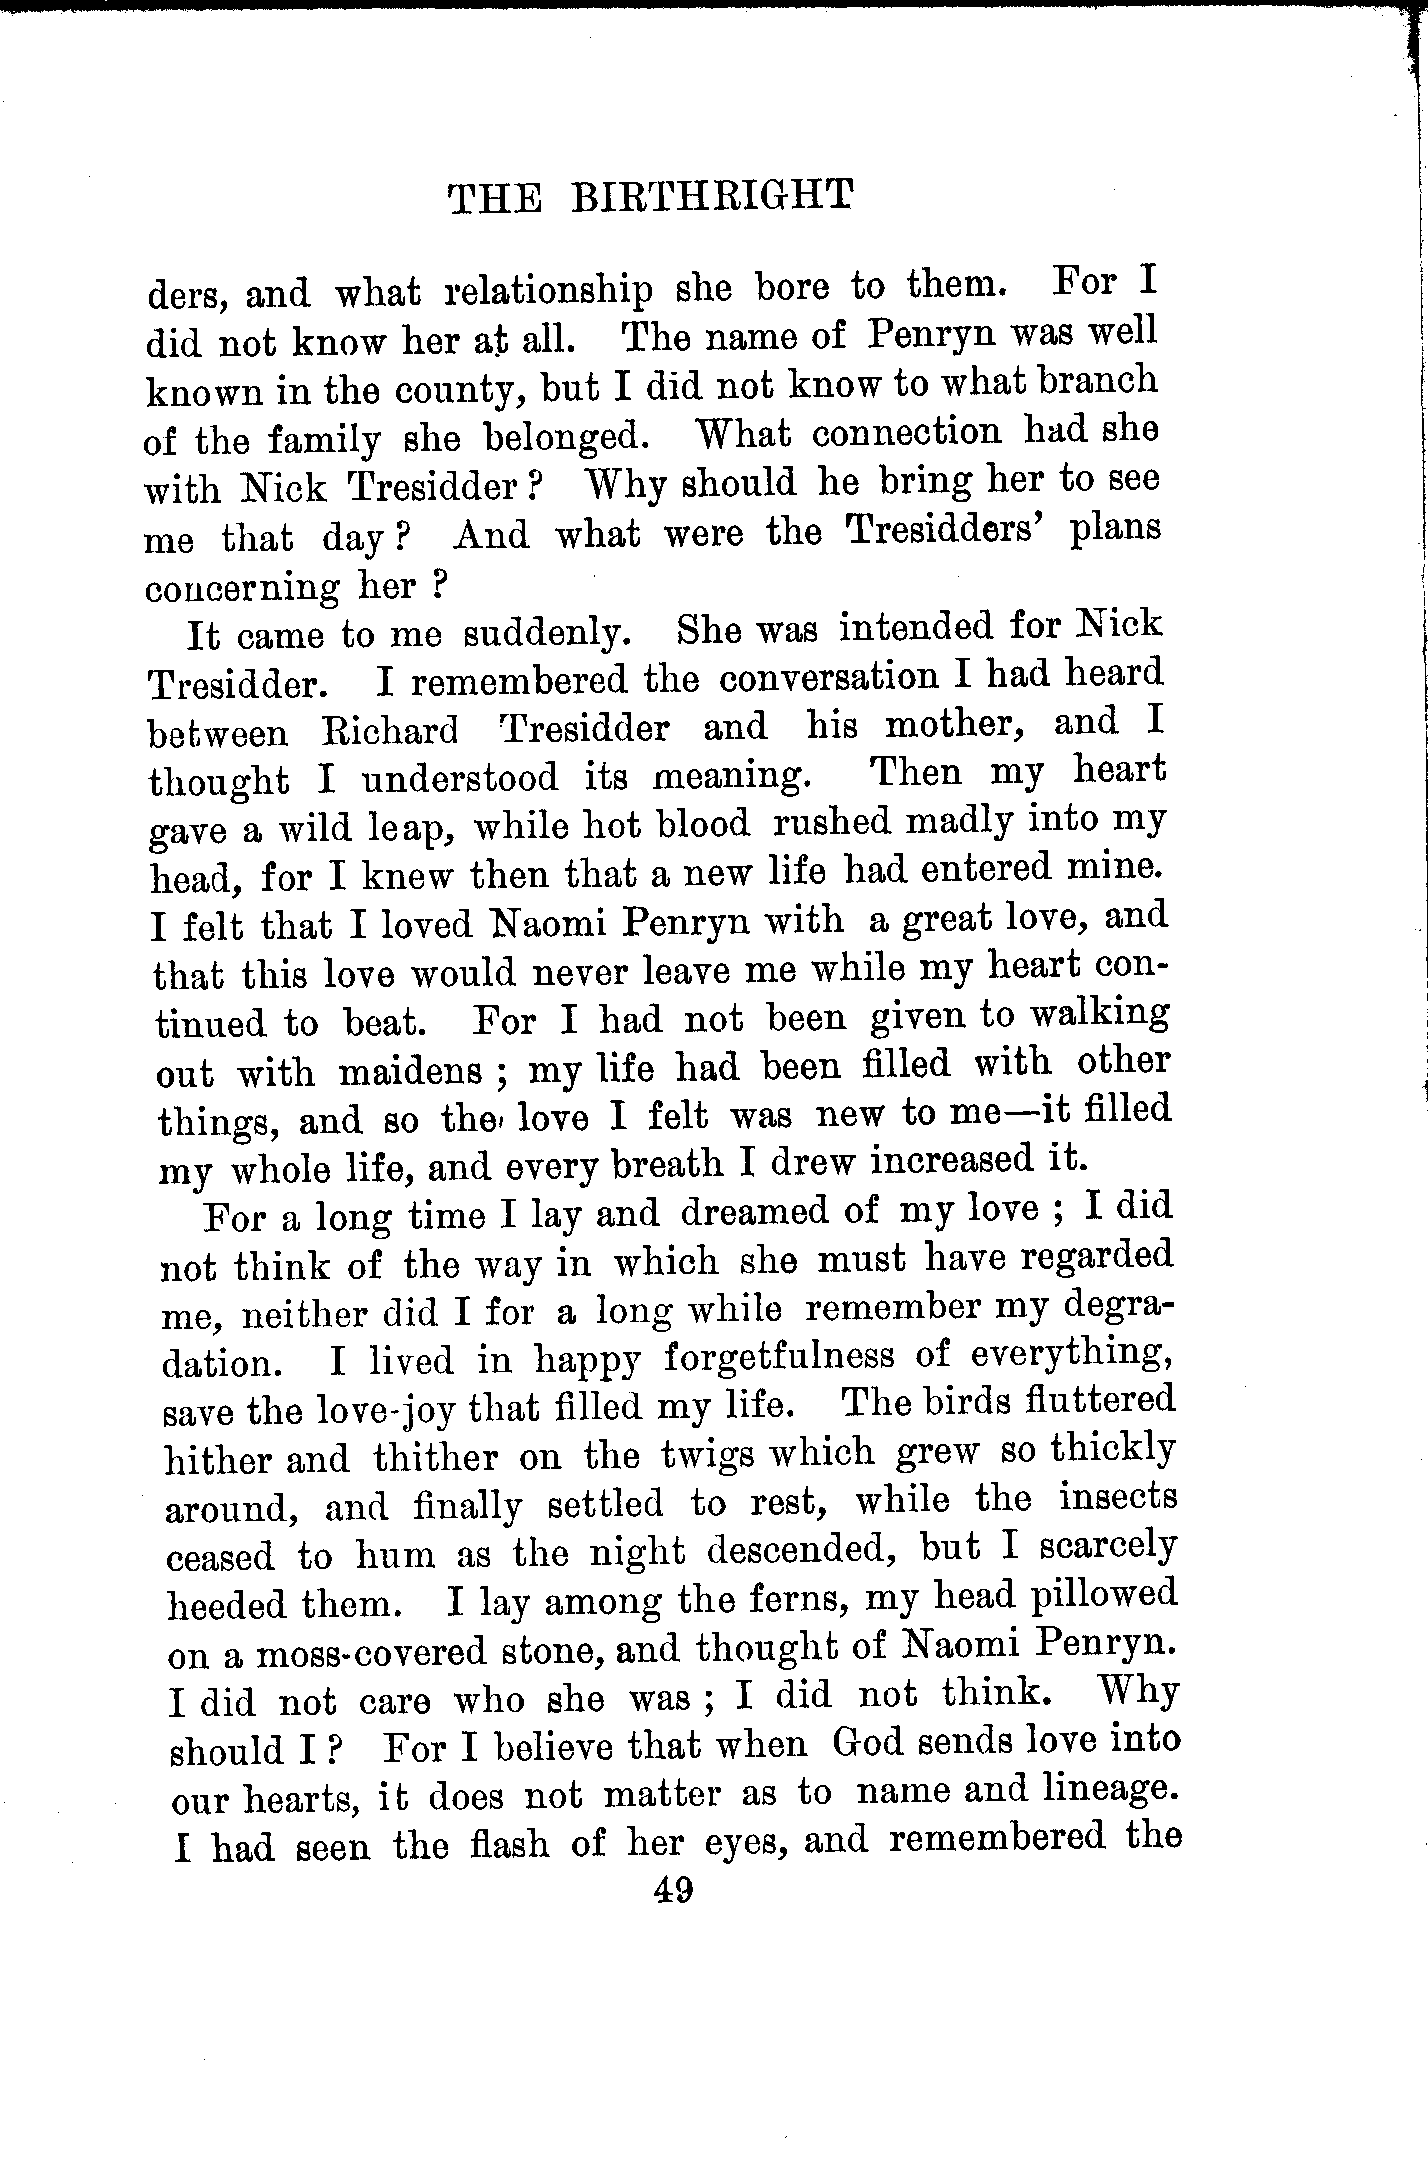 THE BIRTHRIGHT
ders, and what relationship she bore to them. For I
did not know her at all. The name of Penryn was well
known in the county, but I did not know to what branch
of the family she belonged. What connection had she
with Nick Tresidder? Why should he bring her to see
me that day? And what were the Tresidders' plans
concerning her?
It came to me suddenly. She was intended for Nick
Tresidder. I remembered the conversation I had heard
between Richard Tresidder and his mother, and I
thought I understood its meaning. Then my heart
gave a wild leap, while hot blood rushed madly into my
head, for I knew then that a new life had entered mine.
I felt that I loved Naomi Penryn with a great love, and
that this love would never leave me while my heart con-
tinued to beat. For I had not been given to walking
out with maidens; my life had been filled with other
things, and so the love I felt was new to me—it filled
my whole life, and every breath I drew increased it.
For a long time I lay and dreamed of my love; I did
not think of the way in which she must have regarded
me, neither did I for a long while remember my degra-
dation. I lived in happy forgetfulness of everything,
save the love-joy that filled my life. The birds fluttered
hither and thither on the twigs which grew so thickly
around, and finally settled to rest, while the insects
ceased to hum as the night descended, but I scarcely
heeded them. I lay among the ferns, my head pillowed
on a moss-covered stone, and thought of Naomi Penryn.
I did not care who she was; I did not think. Why
should I? For I believe that when God sends love into
our hearts, it does not matter as to name and lineage.
I had seen the flash of her eyes, and remembered the
49